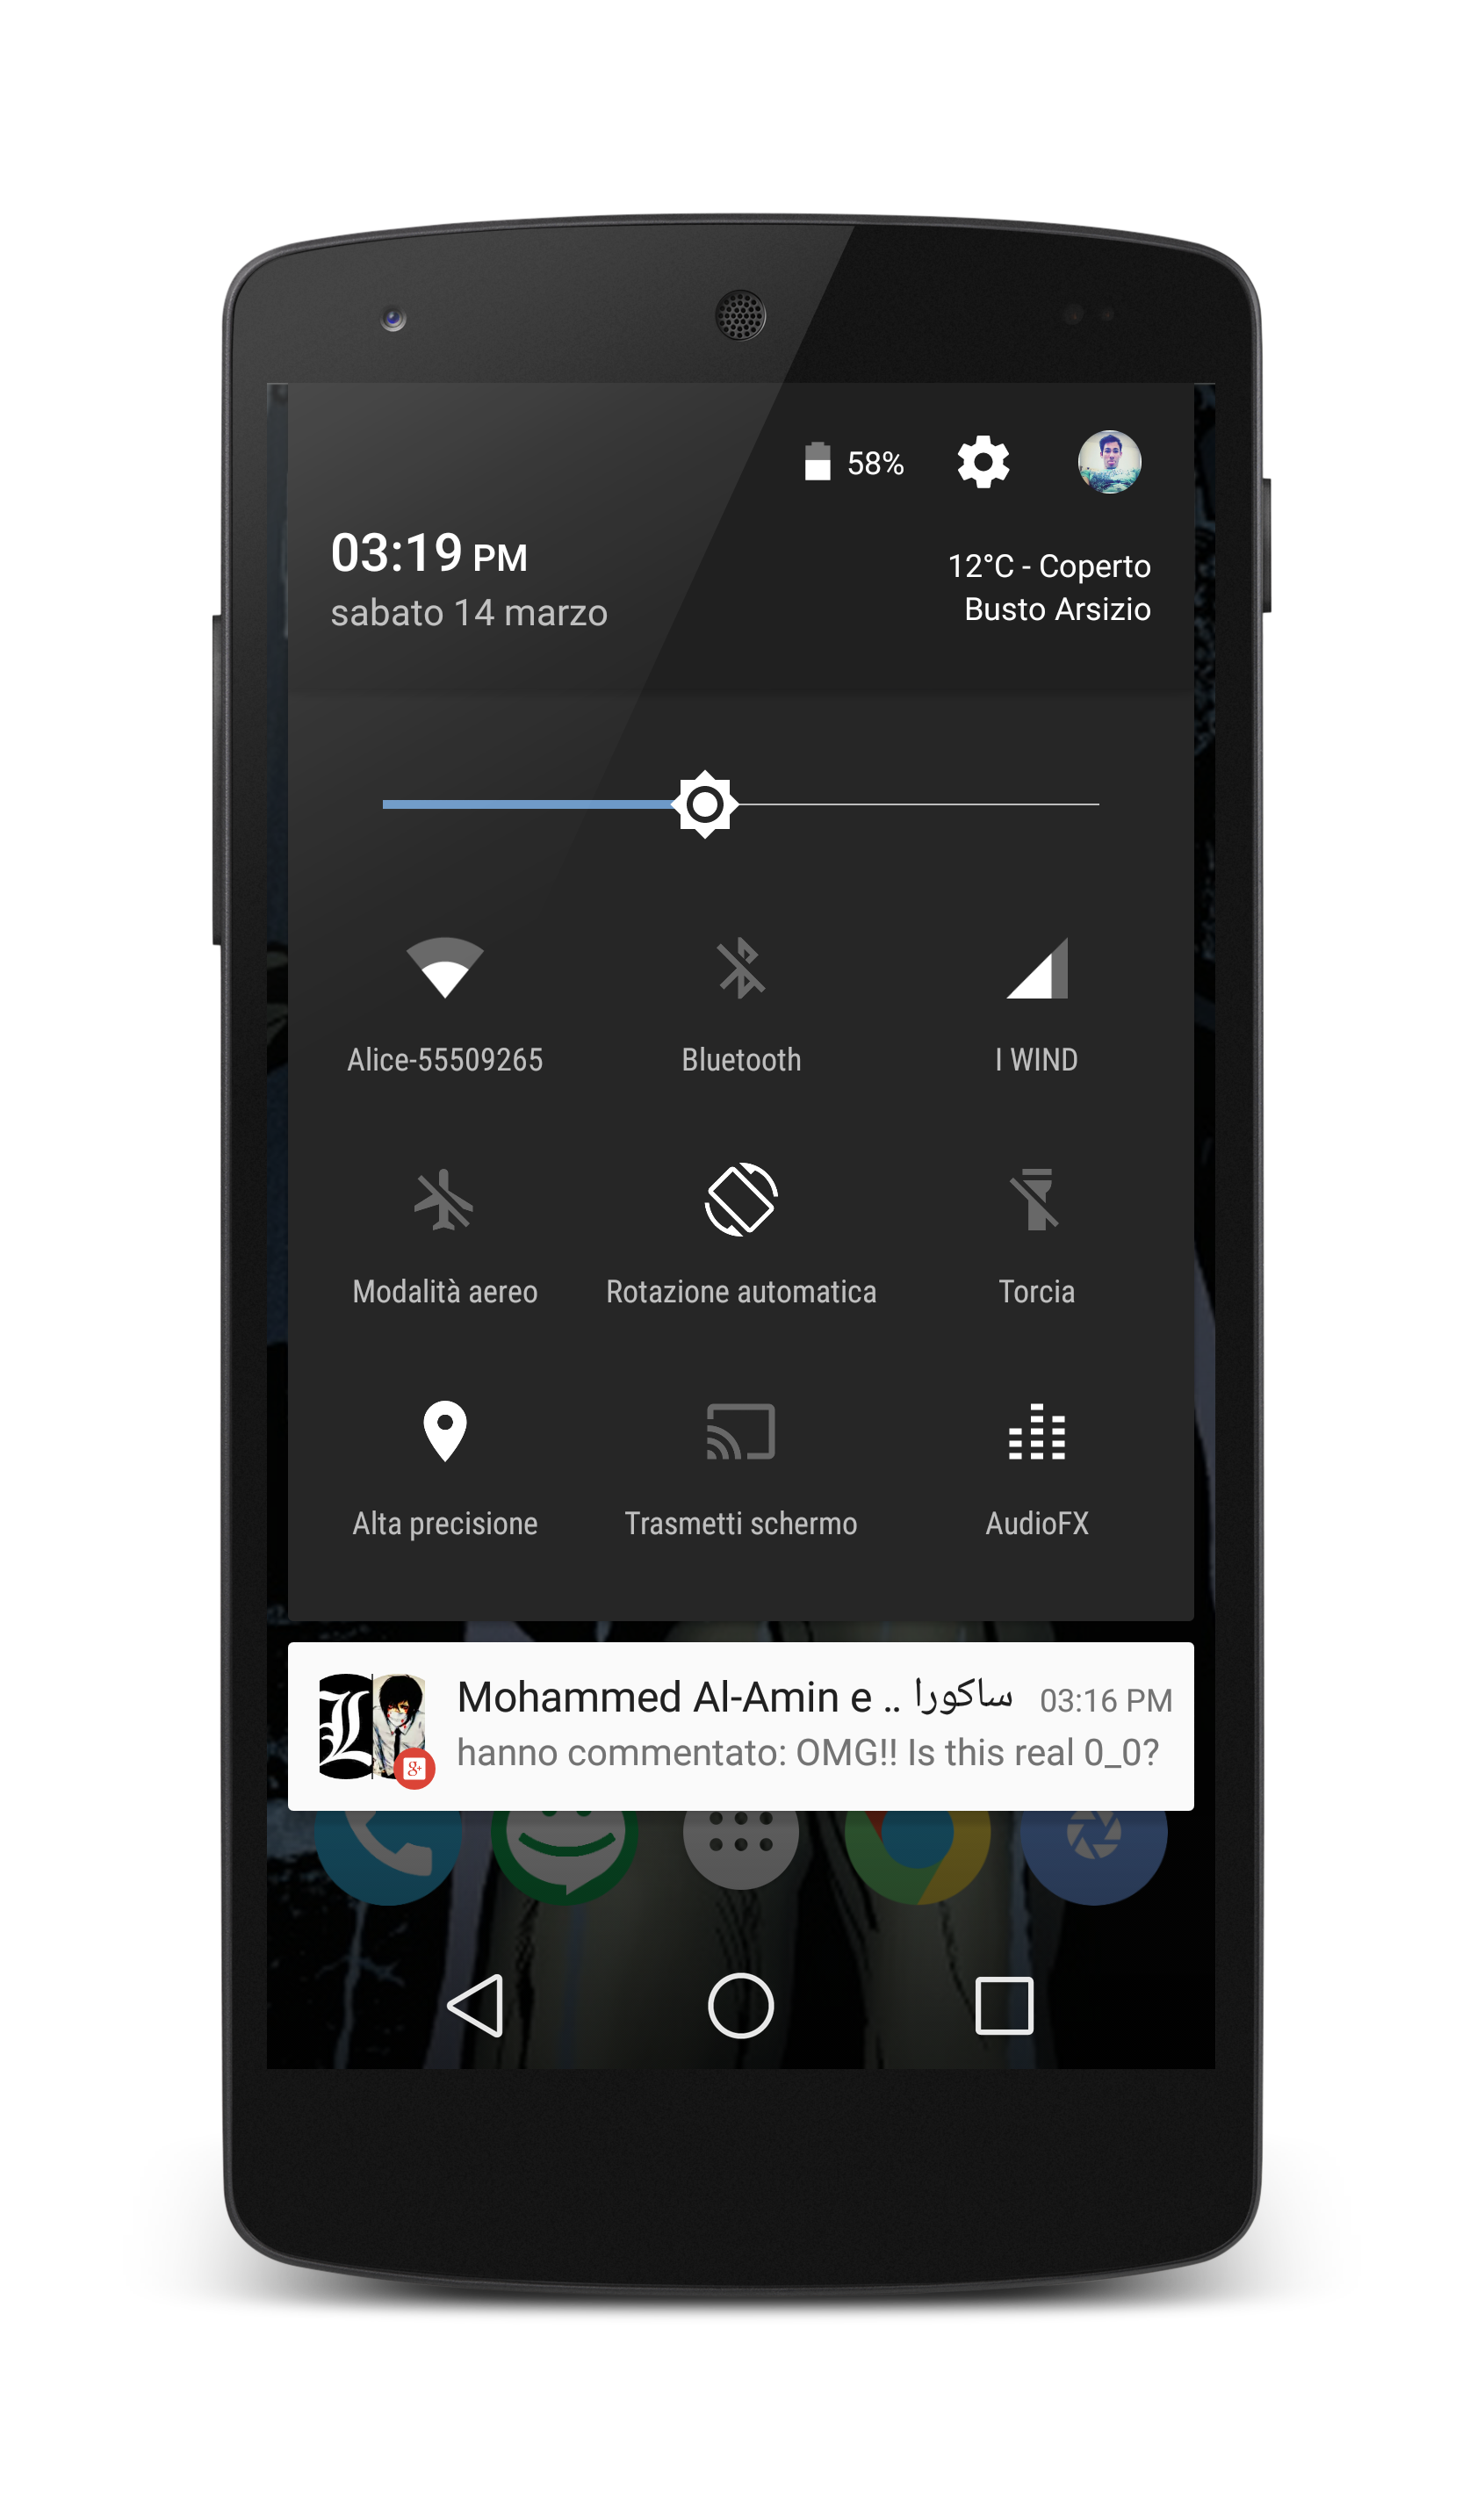 58%
03:19 PM
sabato 14 marzo
12°C - Coperto
Busto Arsizio
Alice-55509265
Bluetooth
I WIND
Modalità aereo
Rotazione automatica
Torcia
Alta precisione
Trasmetti schermo
AudioFX
L
g+
Mohammed Al-Amin e .. ساكورا 03:16 PM
hanno commentato: OMG!! Is this real 0_0?